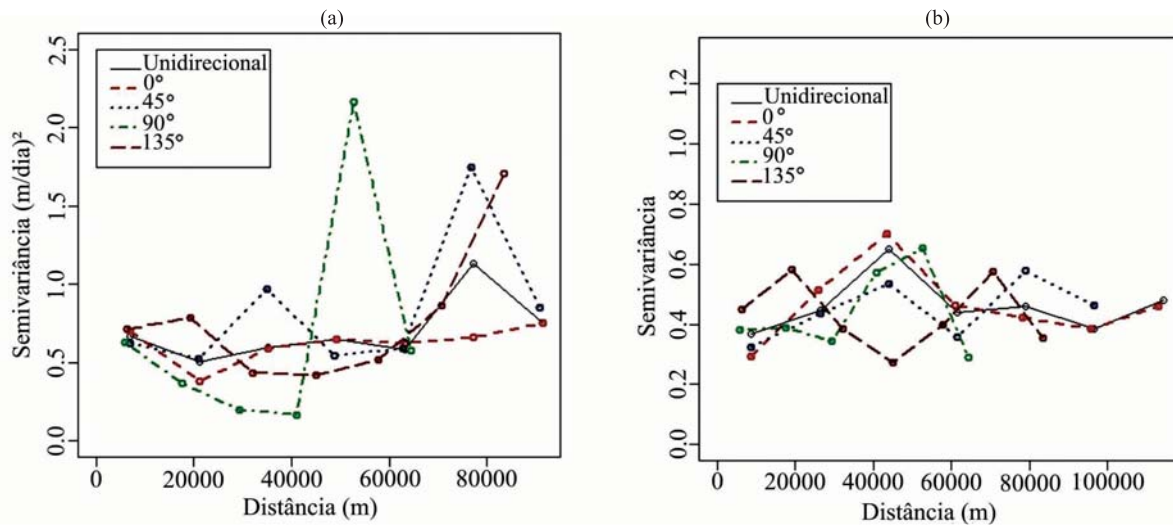 (a)
Semivariância (m/dia)²
2.5
2.0
1.5
1.0
0.5
0.0
Unidirecional
0°
45°
90°
135°
0 20000 40000 60000 80000
Distância (m)
(b)
Semivariância
1.2
1.0
0.8
0.6
0.4
0.2
0.0
Unidirecional
0°
45°
90°
135°
0 20000 40000 60000 80000 100000
Distância (m)